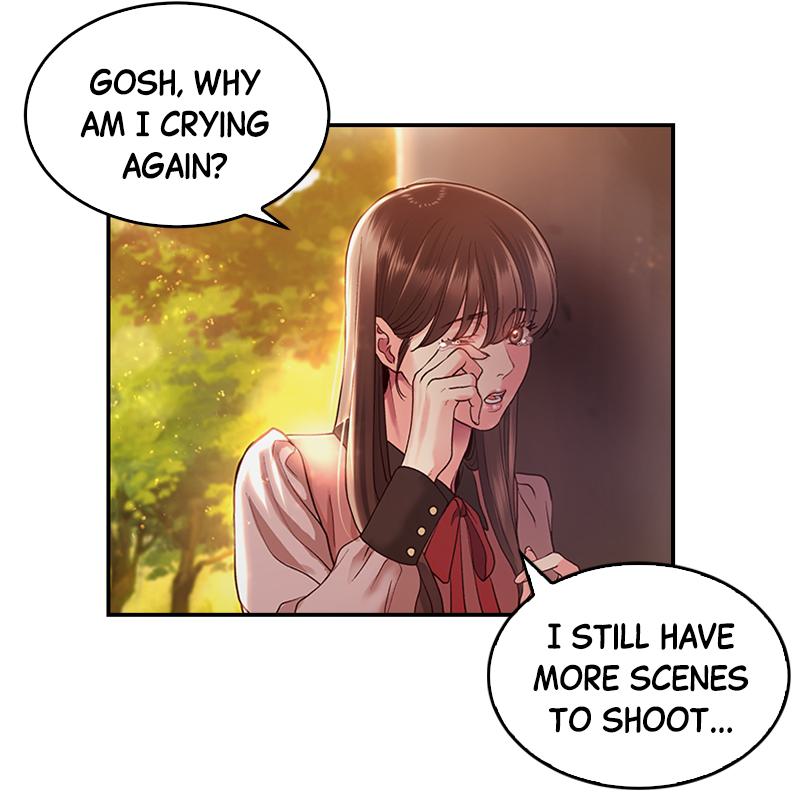 GOSH, WHY
AM I CRYING
AGAIN?
I STILL HAVE
MORE SCENES
TO SHOOT...